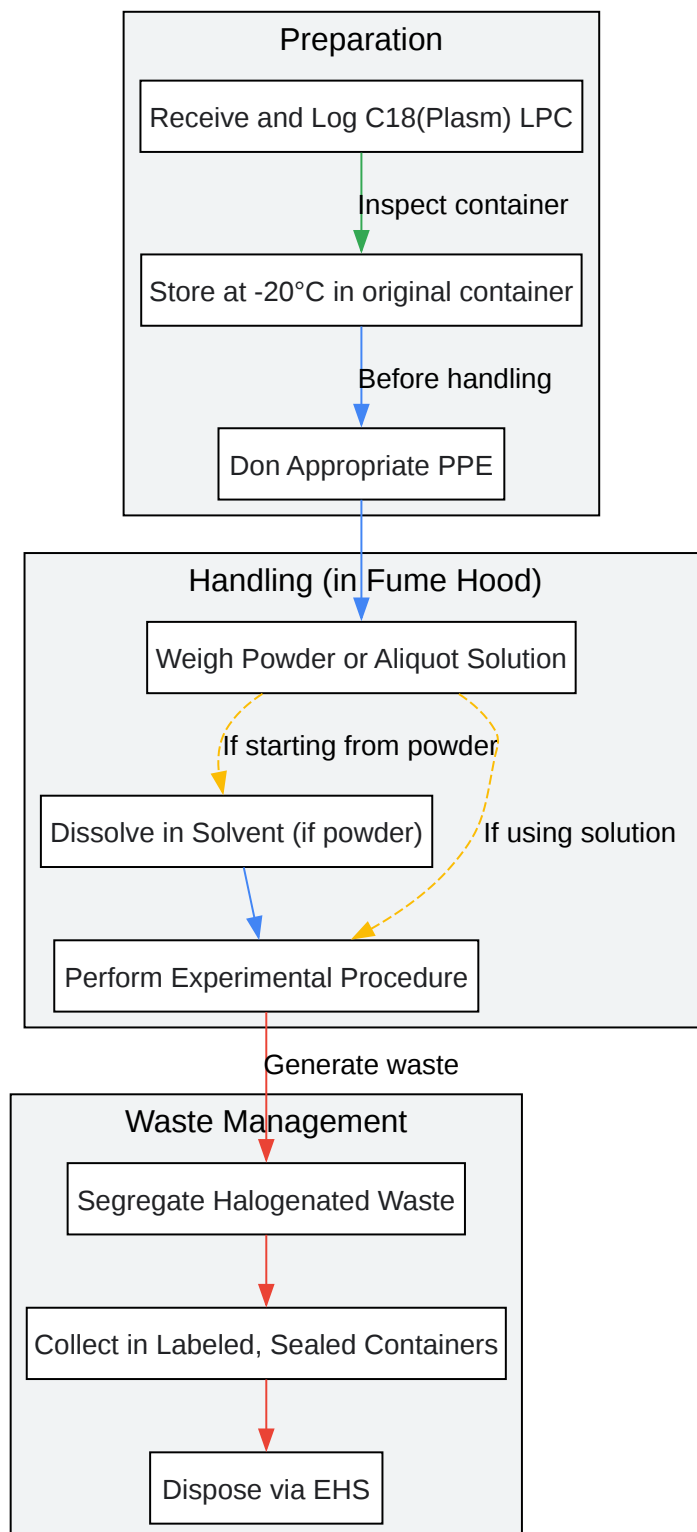 Preparation
Receive and Log C18(Plasm) LPC
Inspect container
Store at -20°C in original container
Before handling
Don Appropriate PPE
Handling (in Fume Hood)
Weigh Powder or Aliquot Solution
If starting from powder
Dissolve in Solvent (if powder)
If using solution
Perform Experimental Procedure
Generate waste
Waste Management
Segregate Halogenated Waste
Collect in Labeled, Sealed Containers
Dispose via EHS